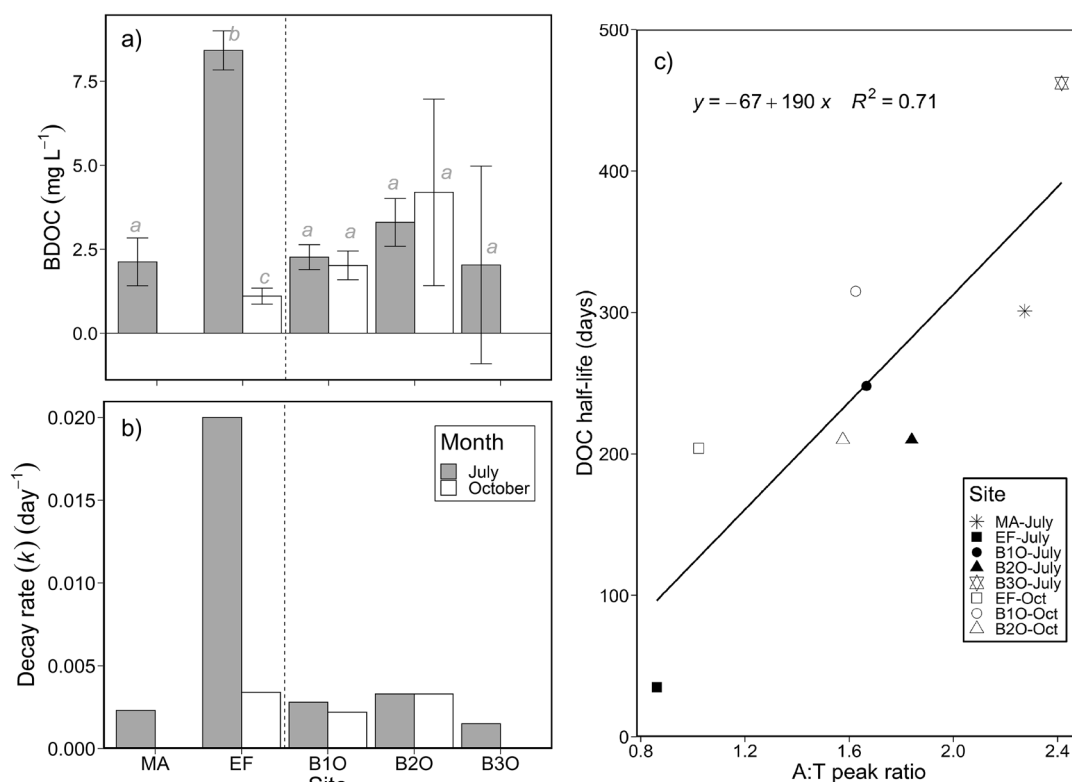 a)
BDOC (mg L⁻¹)
7.5
5.0
2.5
0.0
a
b
c
a
a
a
a
a
b)
Decay rate (k) (day⁻¹)
0.020
0.015
0.010
0.005
0.000
Month
July
October
MA EF B1O B2O B3O
c)
y = −67 + 190 x R² = 0.71
DOC half-life (days)
500
400
300
200
100
0
Site
MA-July
EF-July
B1O-July
B2O-July
B3O-July
EF-Oct
B1O-Oct
B2O-Oct
0.8 1.2 1.6 2.0 2.4
A:T peak ratio